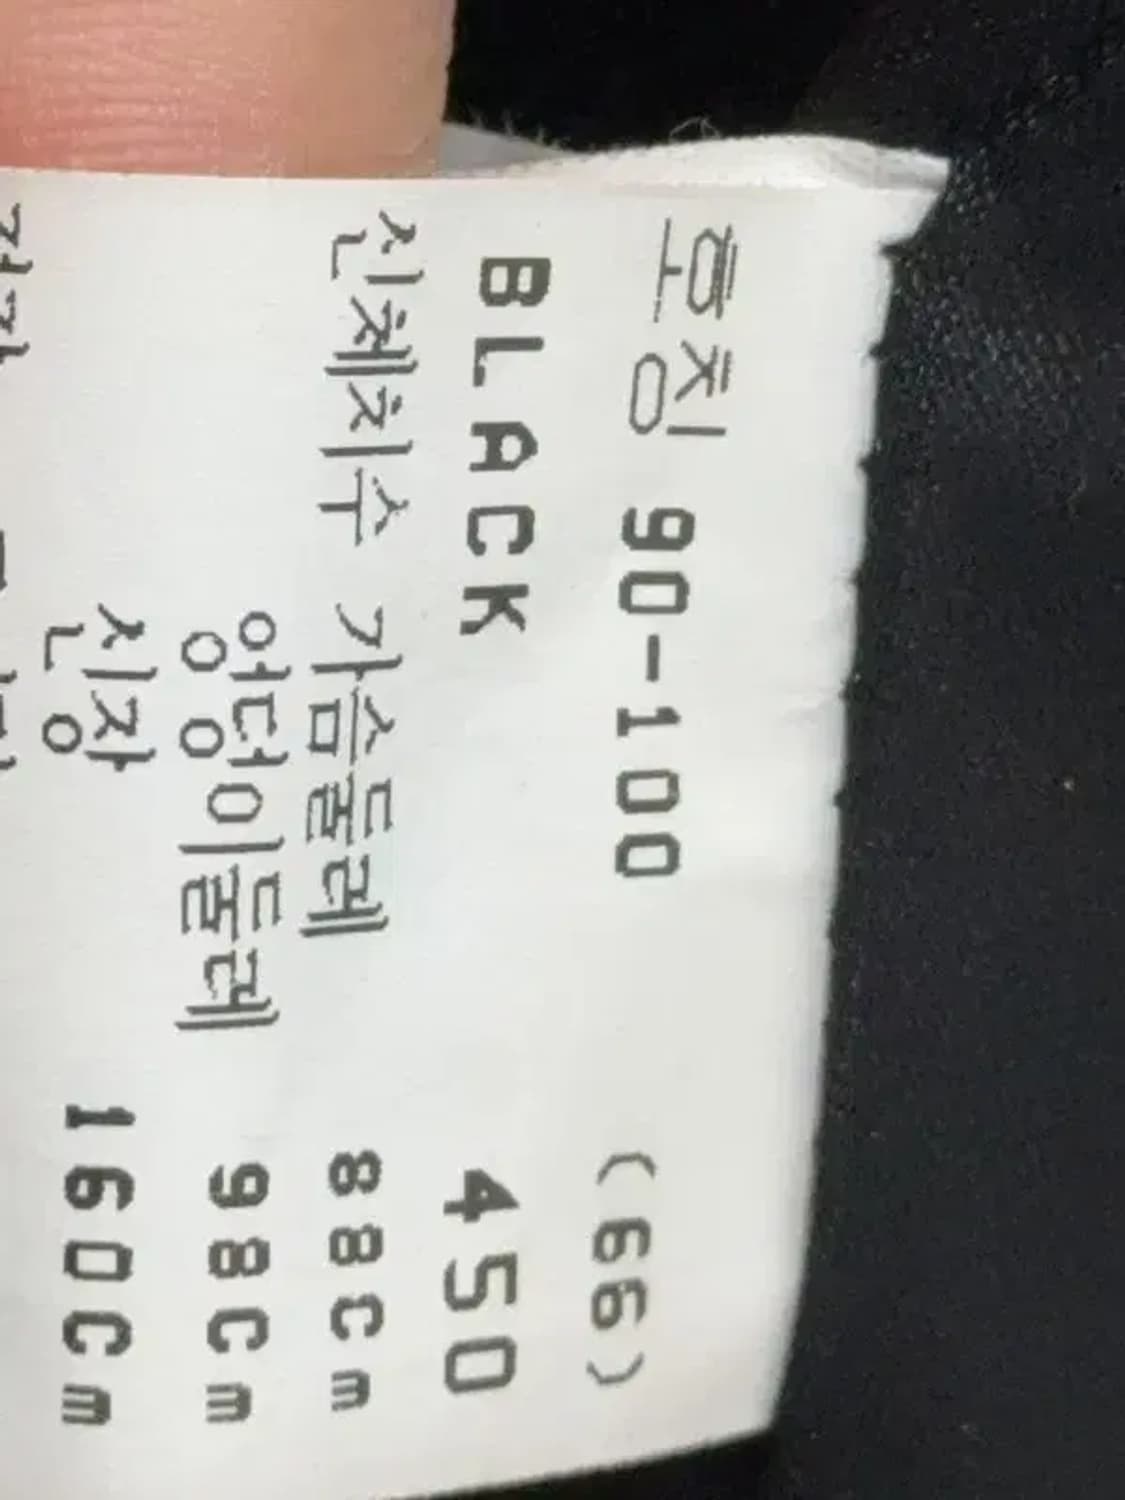 호칭 90-100 (66)
BLACK 450
신체치수 가슴둘레 88Cm
엉덩이둘레 98Cm
신장 160Cm